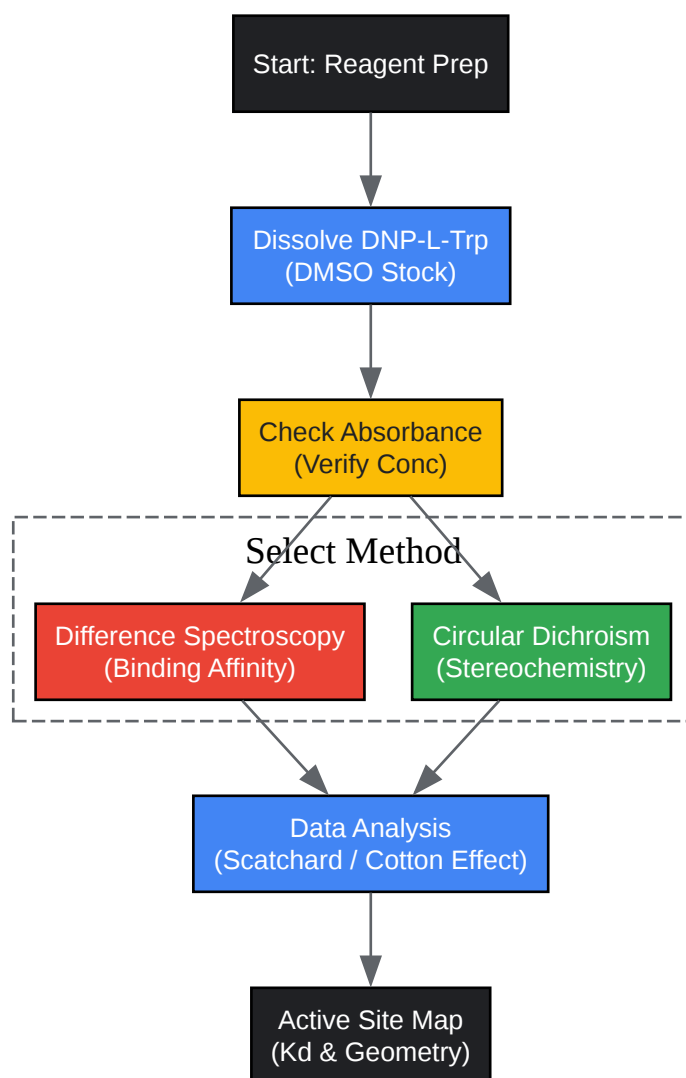 Start: Reagent Prep
Dissolve DNP-L-Trp
(DMSO Stock)
Check Absorbance
(Verify Conc)
Select Method
Difference Spectroscopy
(Binding Affinity)
Circular Dichroism
(Stereochemistry)
Data Analysis
(Scatchard / Cotton Effect)
Active Site Map
(Kd & Geometry)